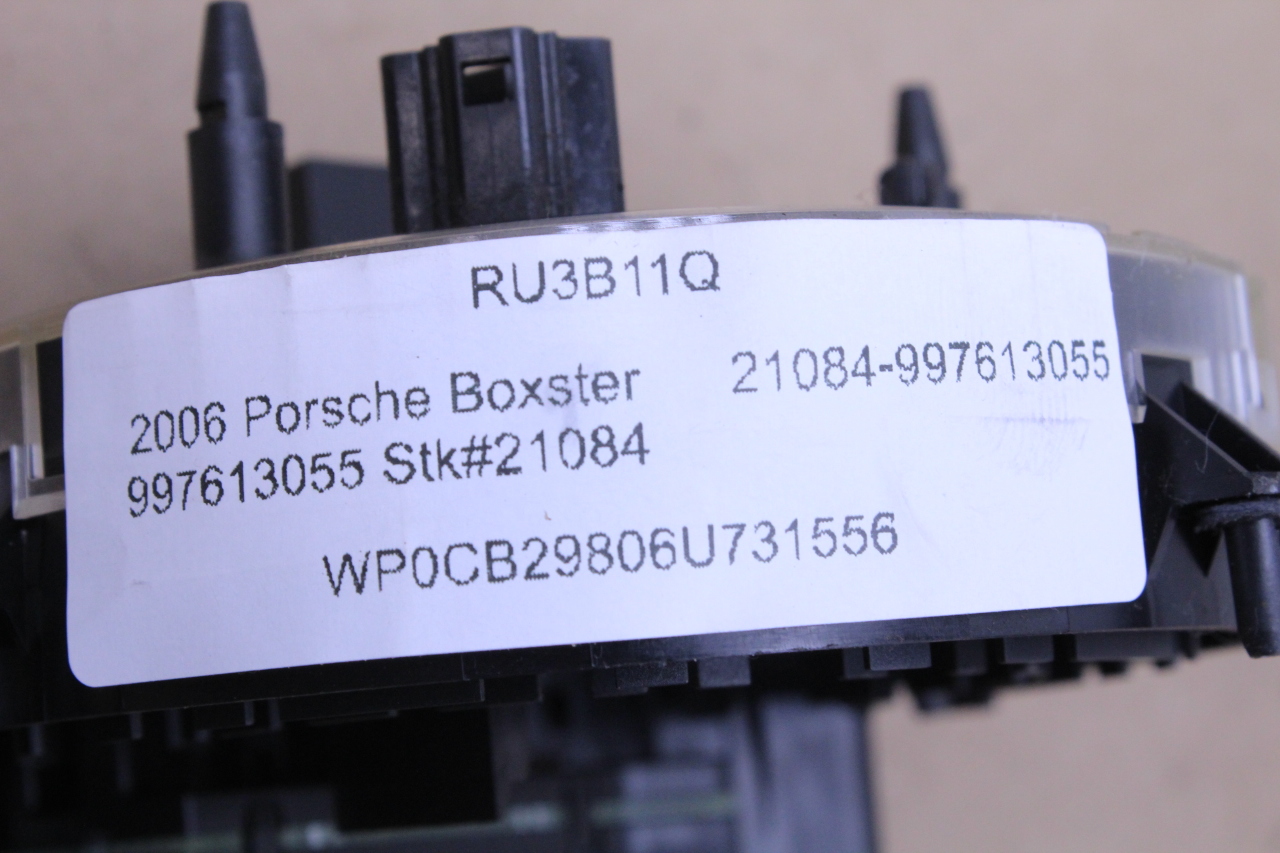 RU3B11Q
2006 Porsche Boxster 21084-997613055
997613055 Stk#21084
WP0CB29806U731556